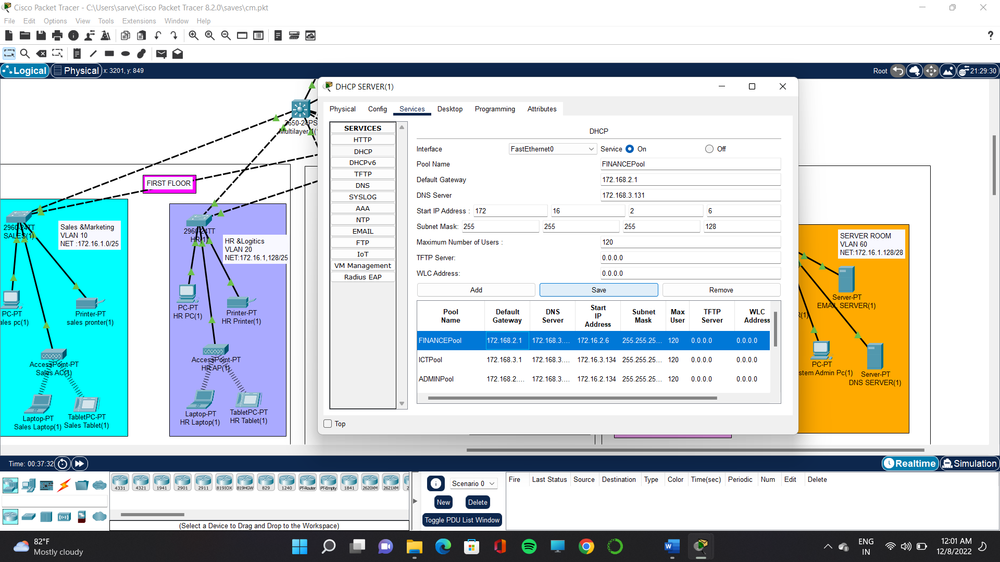 Cisco Packet Tracer - C:\Users\sarve\Cisco Packet Tracer 8.2.0\saves\cm.pkt
File Edit Options View Tools Extensions Window Help
Logical Physical x: 3201, y: 849
Root 21:29:30
3650-24PS
Multilayer
FIRST FLOOR
2960-24TT
SALES(1)
Sales &Marketing
VLAN 10
NET :172.16.1.0/25
PC-PT
ales pc(1)
Printer-PT
sales pronter(1)
AccessPoint-PT
Sales AC(1)
Laptop-PT
Sales Laptop(1)
TabletPC-PT
Sales Tablet(1)
2960-24TT
HR(1)
HR &Logitics
VLAN 20
NET:172.16.1,128/25
PC-PT
HR PC(1)
Printer-PT
HR Printer(1)
AccessPoint-PT
HR AP(1)
Laptop-PT
HR Laptop(1)
TabletPC-PT
HR Tablet(1)
DHCP SERVER(1)
Physical Config Services Desktop Programming Attributes
SERVICES
HTTP
DHCP
DHCPv6
TFTP
DNS
SYSLOG
AAA
NTP
EMAIL
FTP
IoT
VM Management
Radius EAP
DHCP
Interface FastEthernet0 Service On Off
Pool Name FINANCEPool
Default Gateway 172.168.2.1
DNS Server 172.168.3.131
Start IP Address : 172 16 2 6
Subnet Mask: 255 255 255 128
Maximum Number of Users : 120
TFTP Server: 0.0.0.0
WLC Address: 0.0.0.0
Add Save Remove
Pool Name Default Gateway DNS Server Start IP Address Subnet Mask Max User TFTP Server WLC Address
FINANCEPool 172.168.2.1 172.168.3.... 172.16.2.6 255.255.25... 120 0.0.0.0 0.0.0.0
ICTPool 172.168.3.1 172.168.3.... 172.16.3.134 255.255.25... 120 0.0.0.0 0.0.0.0
ADMINPool 172.168.2.... 172.168.3.... 172.16.2.134 255.255.25... 120 0.0.0.0 0.0.0.0
Top
SERVER ROOM
VLAN 60
NET:172.16.1.128/28
Server-PT
EMAIL SERVER(1)
R(1)
PC-PT
stem Admin Pc(1)
Server-PT
DNS SERVER(1)
Time: 00:37:32
Realtime Simulation
4331 4321 1941 2901 2911 819IOX 819HGW 829 1240 PT-Router PT-Empty 1841 2620XM 2621XM 2
(Select a Device to Drag and Drop to the Workspace)
Scenario 0
New Delete
Toggle PDU List Window
Fire Last Status Source Destination Type Color Time(sec) Periodic Num Edit Delete
82°F
Mostly cloudy
ENG
IN
12:01 AM
12/8/2022